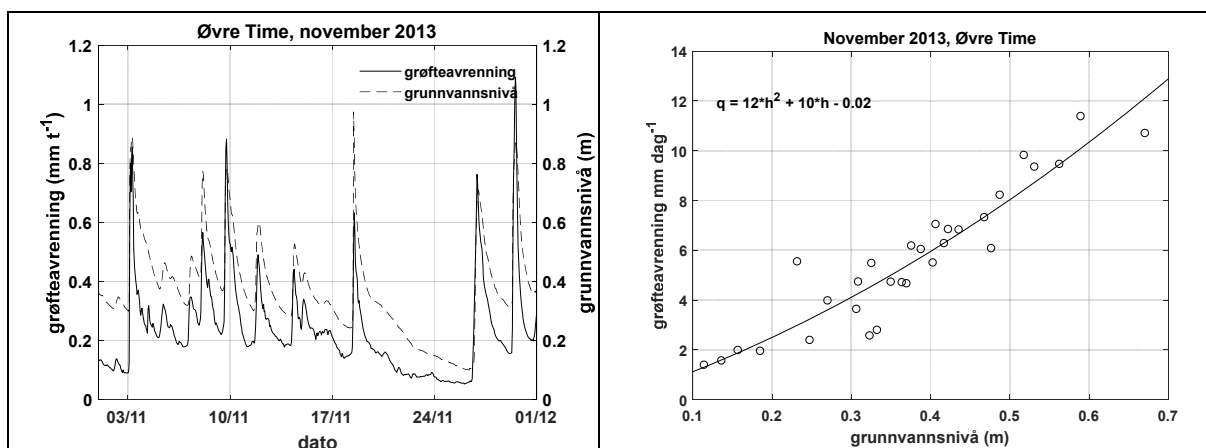 Øvre Time, november 2013
1.2
1
0.8
0.6
0.4
0.2
0
grøfteavrenning (mm t⁻¹)
grøfteavrenning
grunnvannsnivå
1.2
1
0.8
0.6
0.4
0.2
0
grunnvannsnivå (m)
03/11 10/11 17/11 24/11 01/12
dato
November 2013, Øvre Time
14
12
10
8
6
4
2
0
grøfteavrenning mm dag⁻¹
q = 12*h² + 10*h - 0.02
0.1 0.2 0.3 0.4 0.5 0.6 0.7
grunnvannsnivå (m)